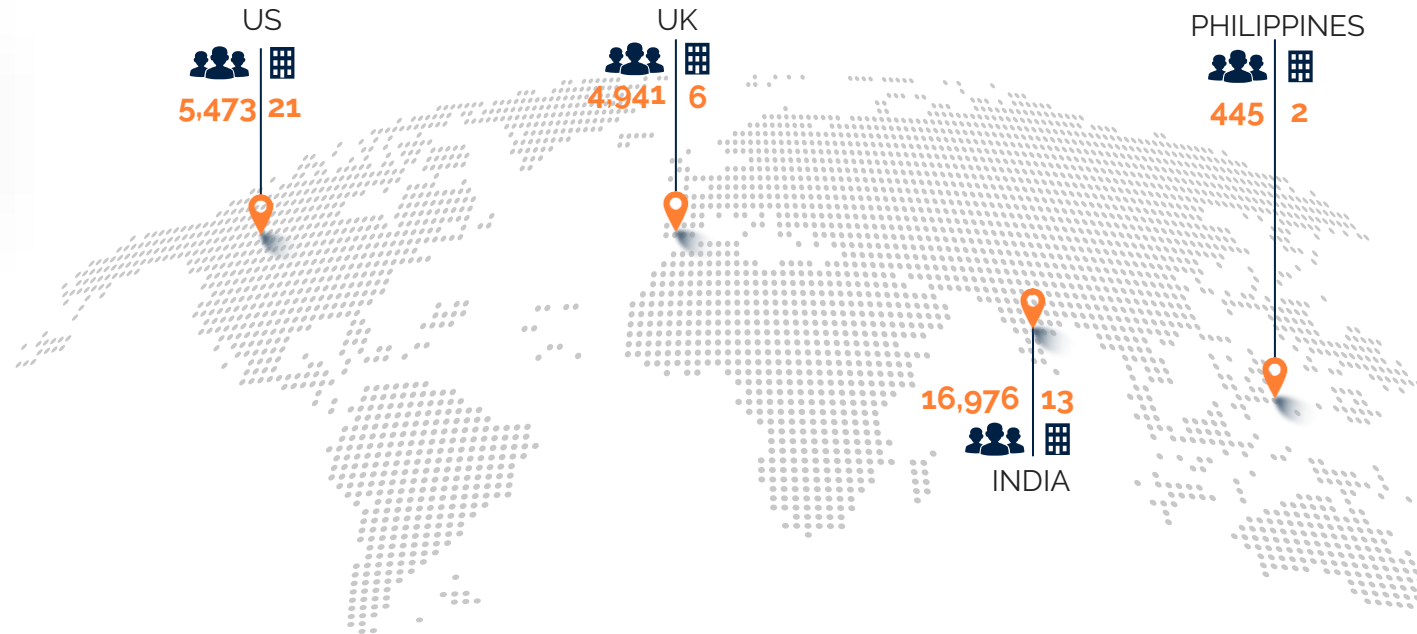 US
5,473 21
UK
4,941 6
PHILIPPINES
445 2
16,976 13
INDIA